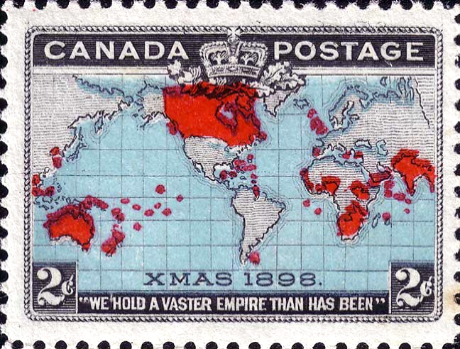 CANADA POSTAGE
XMAS 1898.
2¢ 2¢
"WE HOLD A VASTER EMPIRE THAN HAS BEEN"